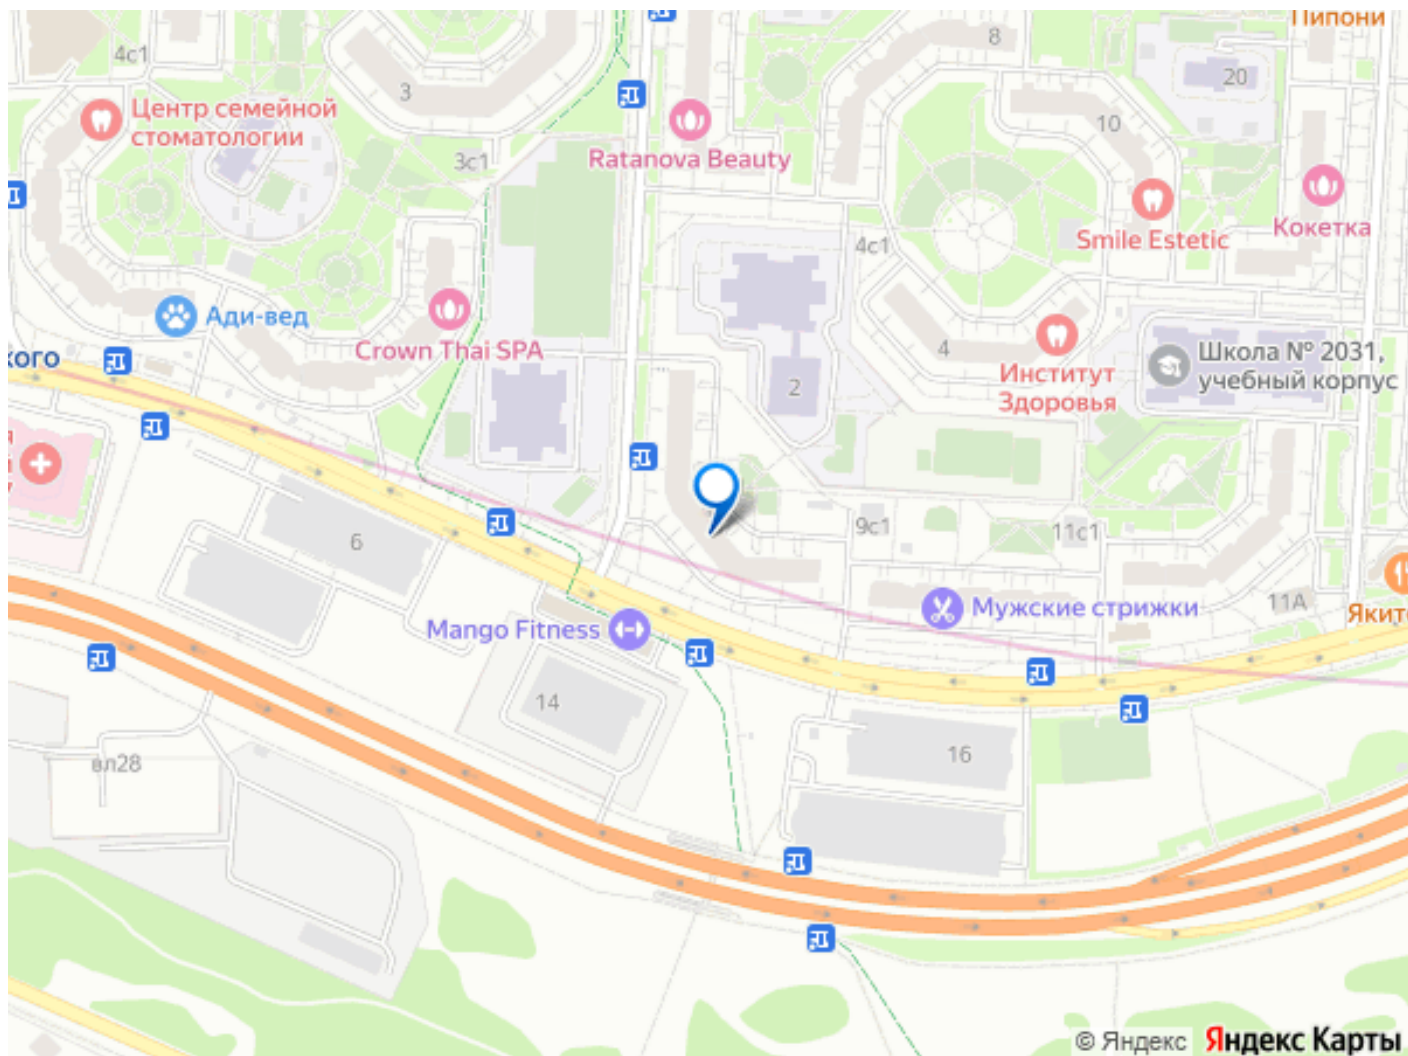 Пипони
8
4с1
20
3
Центр семейной
стоматологии
10
3с1
Ratanova Beauty
Кокетка
Smile Estetic
4с1
Ади-вед
Crown Thai SPA
4
кого
Школа № 2031,
учебный корпус
Институт
Здоровья
2
9с1
11с1
6
11А
Мужские стрижки
Якит
Mango Fitness
14
16
вл28
© Яндекс Яндекс Карты